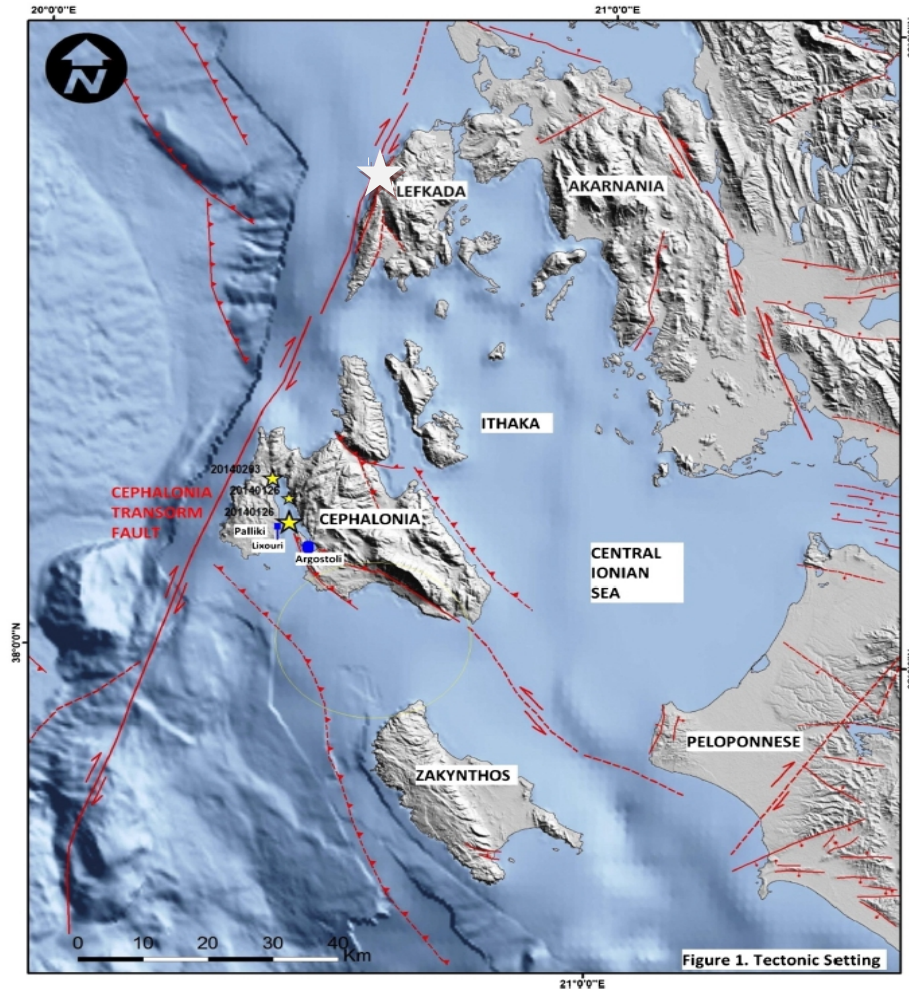 20°0'0"E
21°0'0"E
N
LEFKADA
AKARNANIA
ITHAKA
20140203
20140126
20140126
CEPHALONIA
TRANSORM
FAULT
CEPHALONIA
Palliki
Lixouri
Argostoli
CENTRAL
IONIAN
SEA
38°0'0"N
PELOPONNESE
ZAKYNTHOS
0 10 20 30 40
Km
Figure 1. Tectonic Setting
21°0'0"E